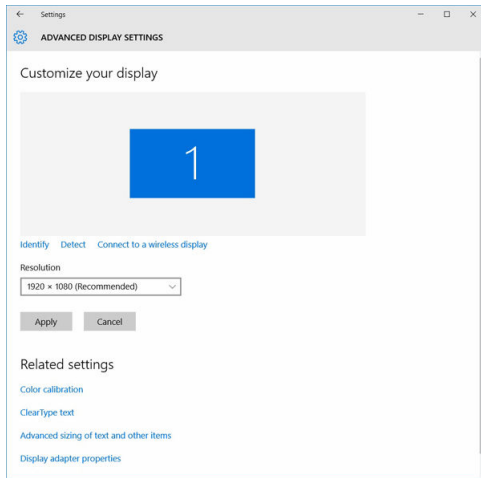 Settings
ADVANCED DISPLAY SETTINGS
Customize your display
1
Identify Detect Connect to a wireless display
Resolution
1920 × 1080 (Recommended)
Apply Cancel
Related settings
Color calibration
ClearType text
Advanced sizing of text and other items
Display adapter properties